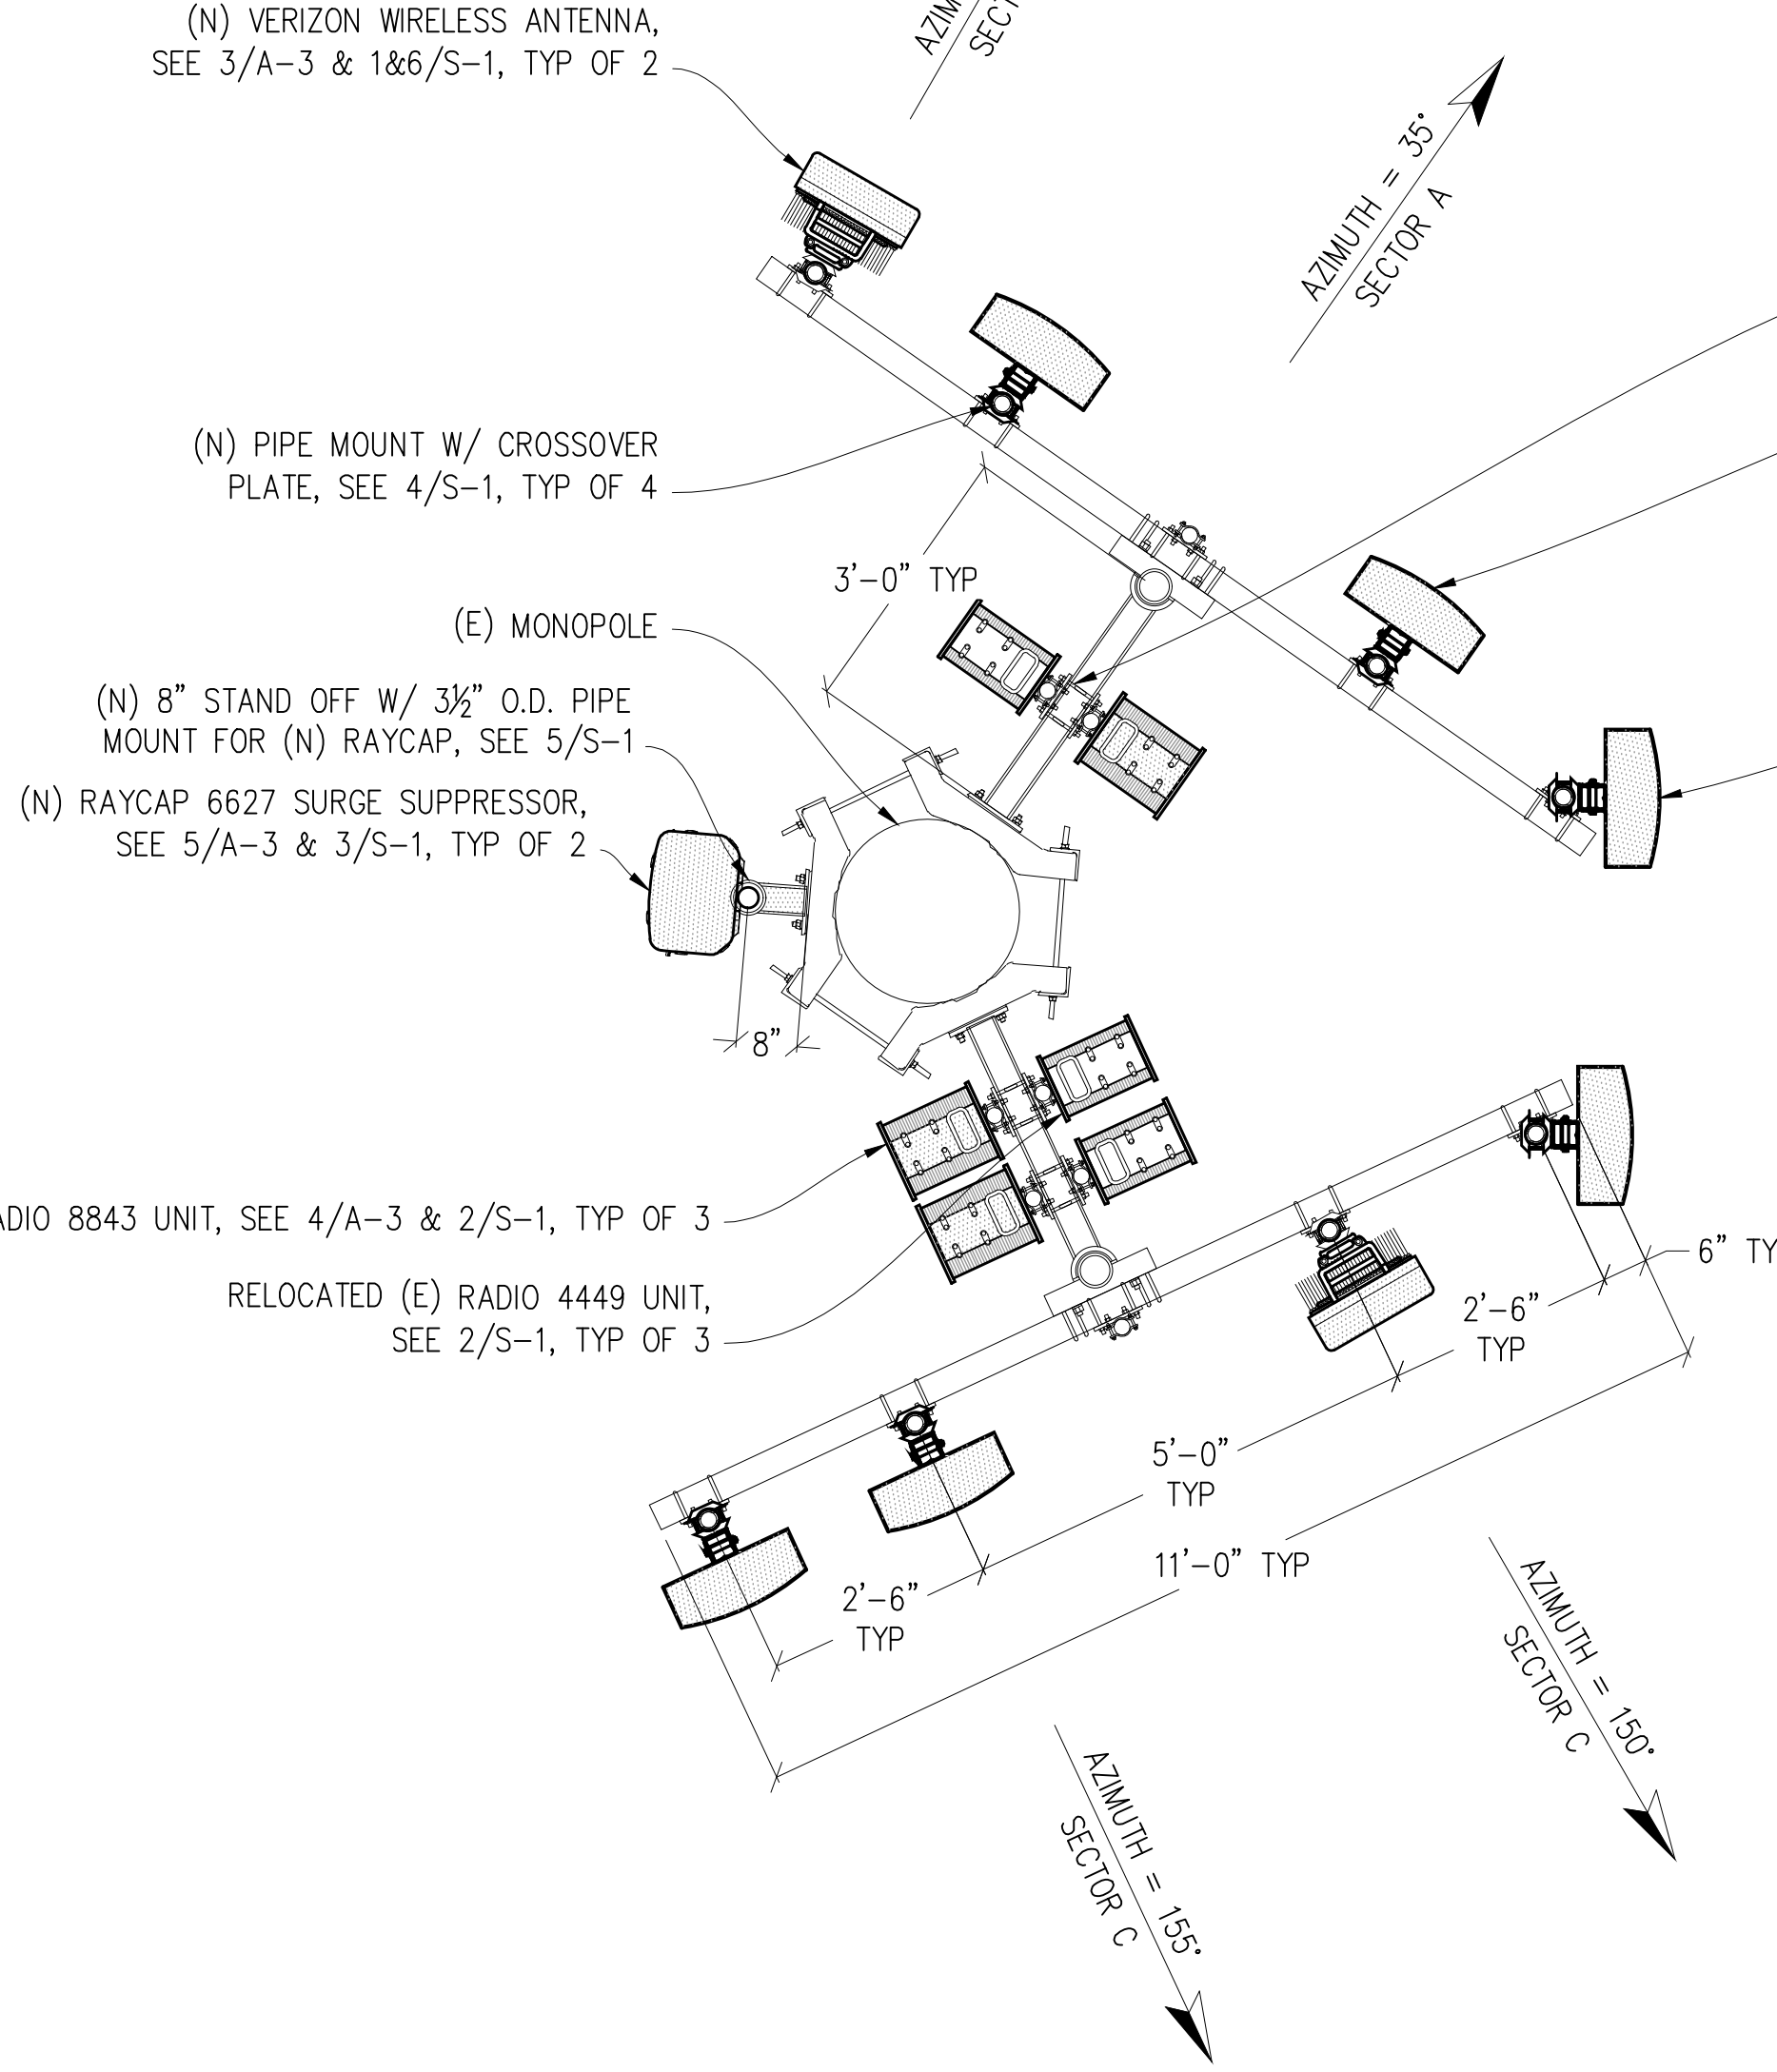 (N) VERIZON WIRELESS ANTENNA,
SEE 3/A-3 & 1&6/S-1, TYP OF 2
AZIMUTH = 35°
SECTOR A
(N) PIPE MOUNT W/ CROSSOVER
PLATE, SEE 4/S-1, TYP OF 4
3'-0" TYP
(E) MONOPOLE
(N) 8" STAND OFF W/ 3½" O.D. PIPE
MOUNT FOR (N) RAYCAP, SEE 5/S-1
(N) RAYCAP 6627 SURGE SUPPRESSOR,
SEE 5/A-3 & 3/S-1, TYP OF 2
8"
8843 UNIT, SEE 4/A-3 & 2/S-1, TYP OF 3
RELOCATED (E) RADIO 4449 UNIT,
SEE 2/S-1, TYP OF 3
6"
2'-6"
TYP
5'-0"
TYP
11'-0" TYP
2'-6"
TYP
AZIMUTH = 150°
SECTOR C
AZIMUTH = 155°
SECTOR C